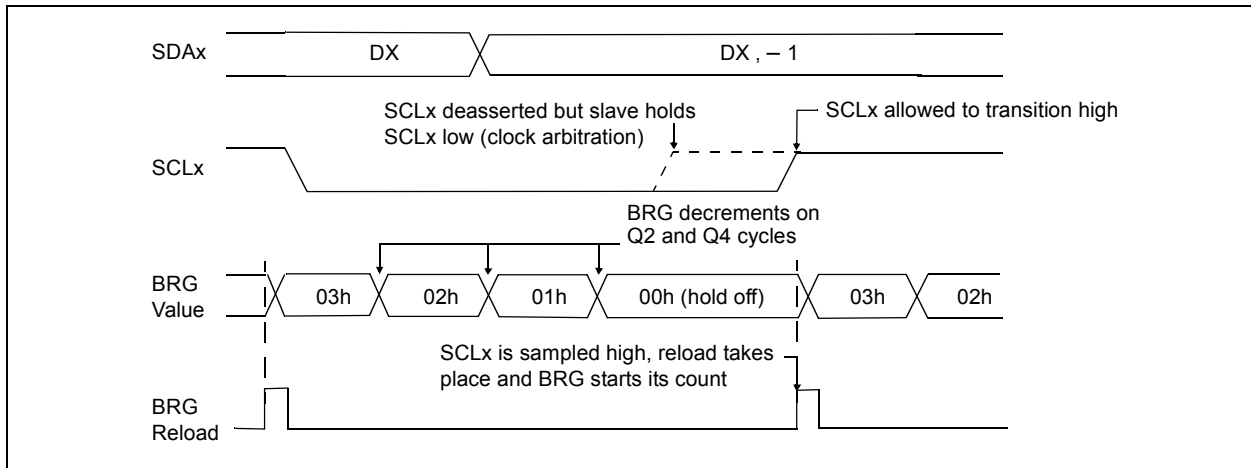 SDAx
DX
DX , – 1
SCLx deasserted but slave holds
SCLx low (clock arbitration)
SCLx allowed to transition high
SCLx
BRG decrements on
Q2 and Q4 cycles
BRG
Value
03h
02h
01h
00h (hold off)
03h
02h
SCLx is sampled high, reload takes
place and BRG starts its count
BRG
Reload